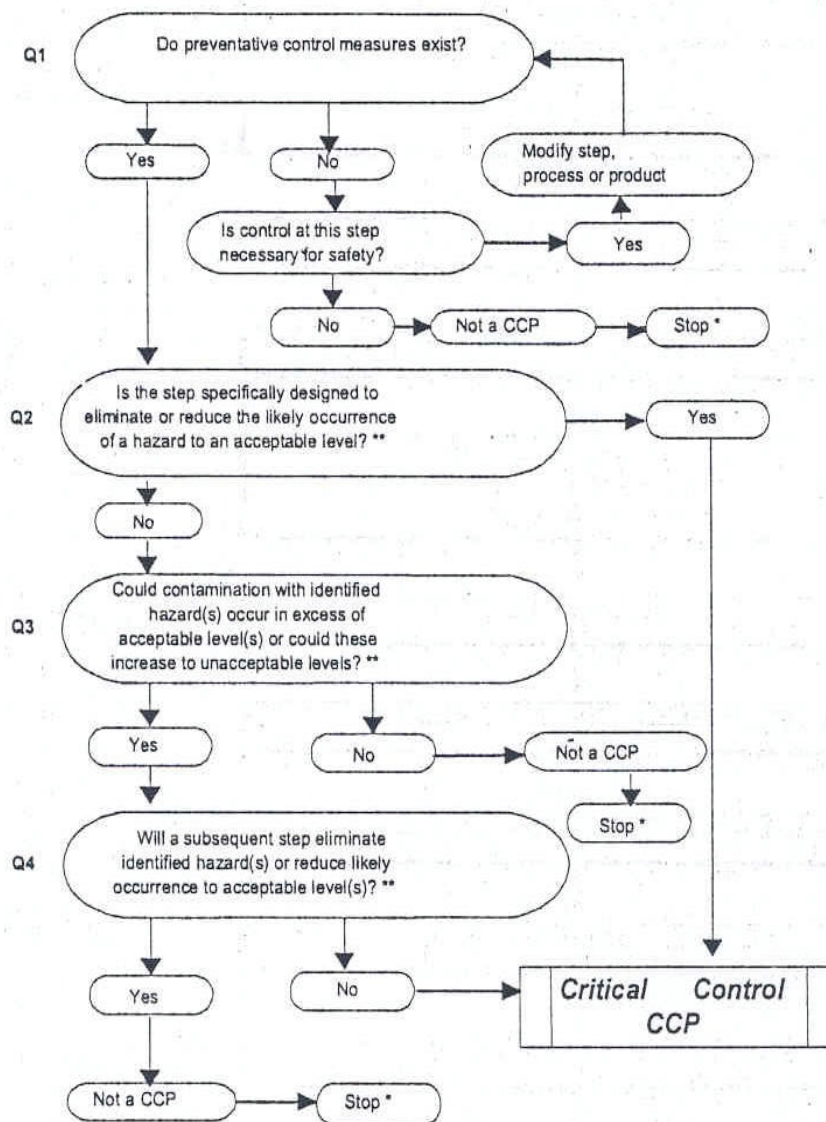 Q1
Do preventative control measures exist?
Yes
No
Modify step,
process or product
Is control at this step
necessary for safety?
Yes
No
Not a CCP
Stop *
Q2
Is the step specifically designed to
eliminate or reduce the likely occurrence
of a hazard to an acceptable level? **
Yes
No
Q3
Could contamination with identified
hazard(s) occur in excess of
acceptable level(s) or could these
increase to unacceptable levels? **
Yes
No
Not a CCP
Stop *
Q4
Will a subsequent step eliminate
identified hazard(s) or reduce likely
occurrence to acceptable level(s)? **
Yes
No
Critical Control
CCP
Not a CCP
Stop *